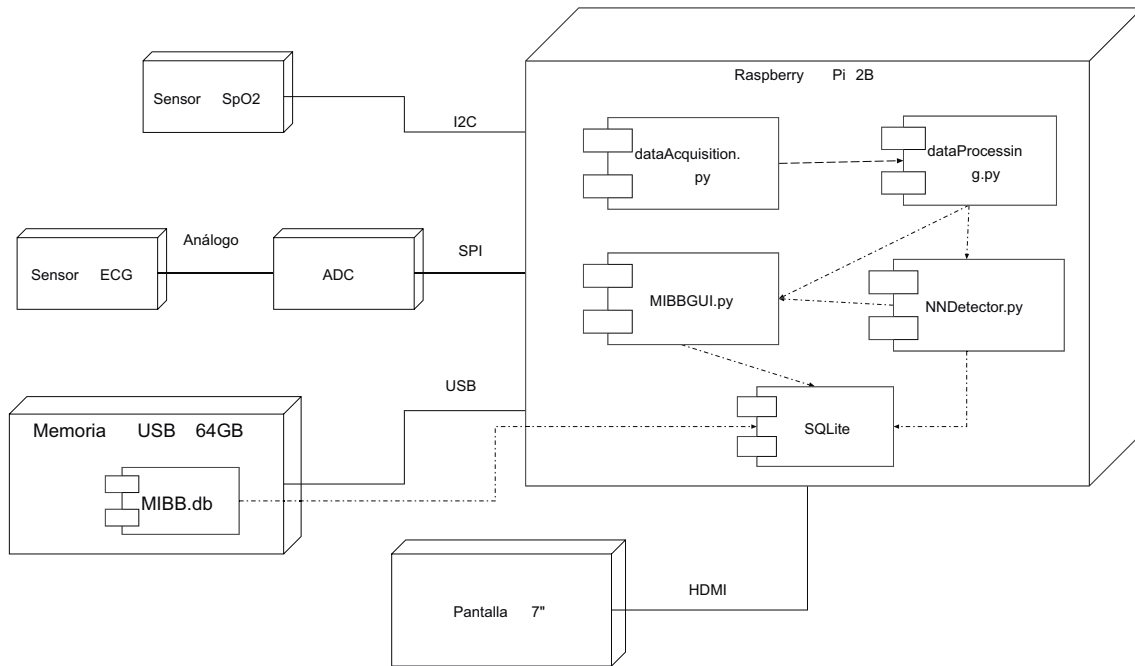 Raspberry Pi 2B
Sensor SpO2
I2C
dataAcquisition.
py
dataProcessin
g.py
Análogo
Sensor ECG
ADC
SPI
MIBBGUI.py
NNDetector.py
USB
Memoria USB 64GB
SQLite
MIBB.db
HDMI
Pantalla 7"